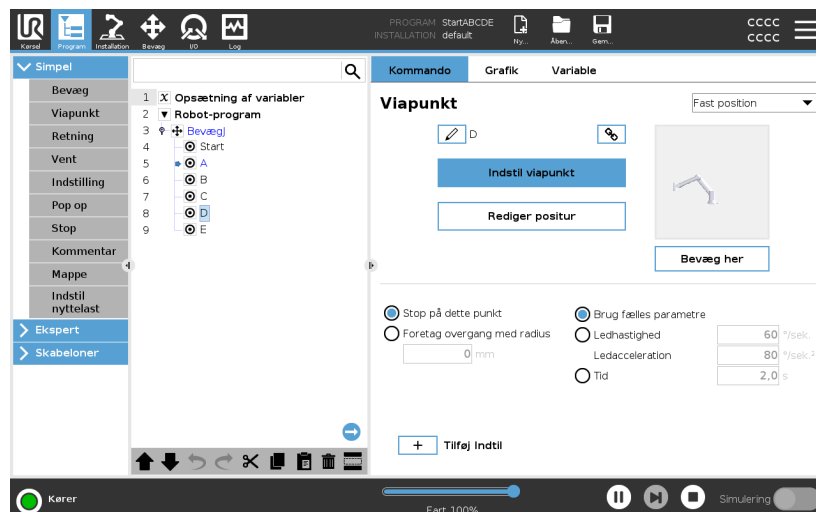 PROGRAM StartABCDE
INSTALLATION default
Kørsel
Program
Installation
Bevæg
I/O
Log
Ny...
Åben...
Gem...
CCCC
CCCC
Simpel
Bevæg
Viapunkt
Retning
Vent
Indstilling
Pop op
Stop
Kommentar
Mappe
Indstil
nyttelast
Ekspert
Skabeloner
1 X Opsætning af variabler
2 Robot-program
3 BevægJ
4 Start
5 A
6 B
7 C
8 D
9 E
Kommando
Grafik
Variable
Viapunkt
Fast position
D
Indstil viapunkt
Rediger positur
Bevæg her
Stop på dette punkt
Foretag overgang med radius
0 mm
Brug fælles parametre
Ledhastighed 60 °/sek.
Ledacceleration 80 °/sek.²
Tid 2,0 s
+ Tilføj Indtil
Kører
Fart 100%
Simulering